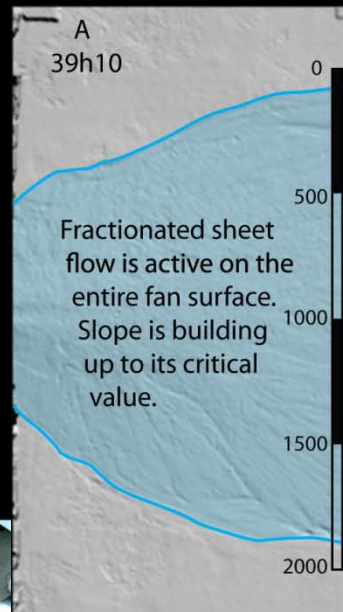 A
39h10
0
500
Fractionated sheet
flow is active on the
entire fan surface.
Slope is building
1000
up to its critical
value.
1500
2000